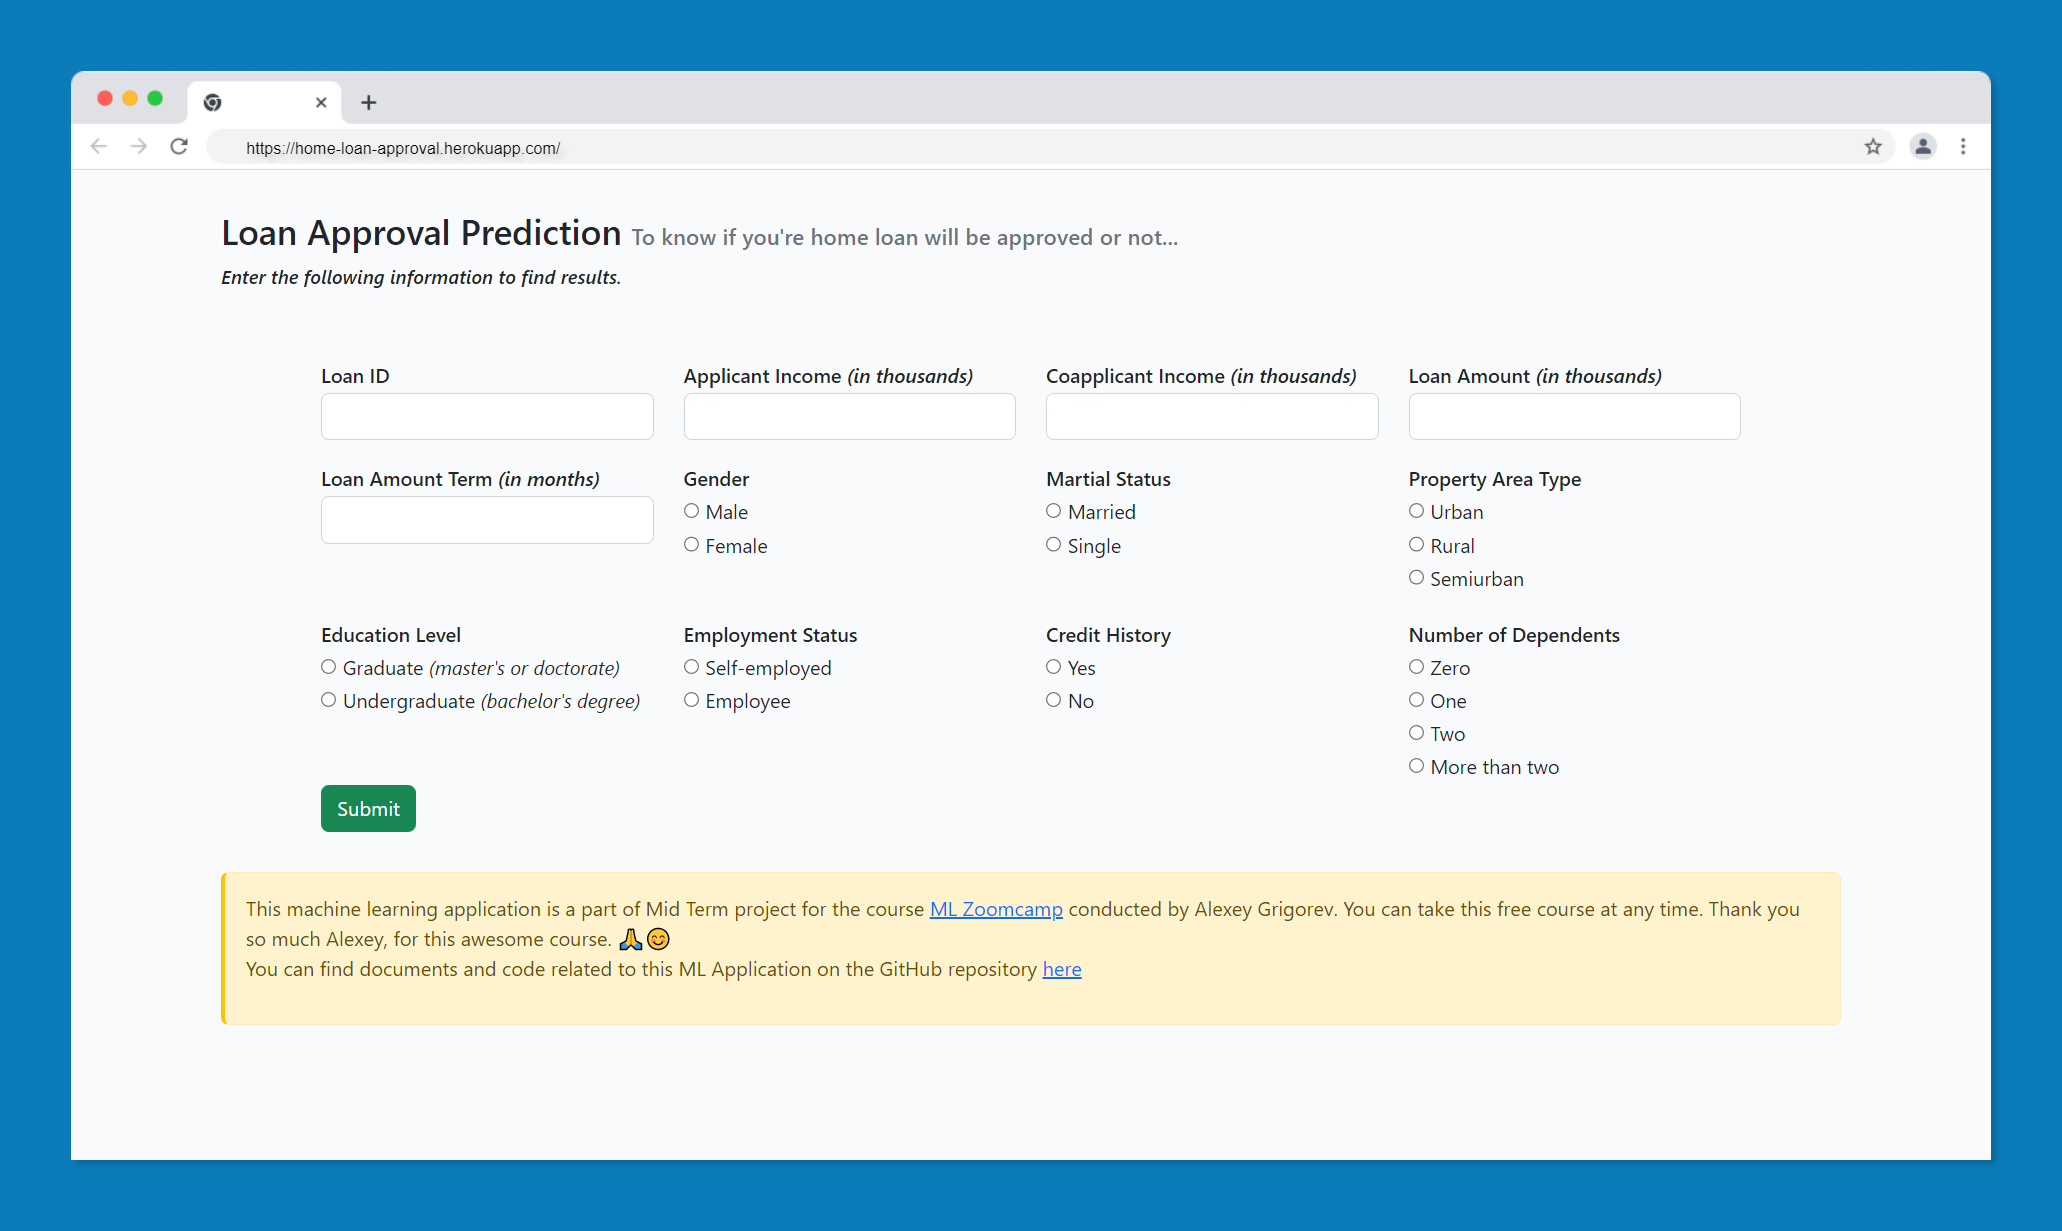 https://home-loan-approval.herokuapp.com/
Loan Approval Prediction To know if you're home loan will be approved or not...
Enter the following information to find results.
Loan ID
Applicant Income (in thousands)
Coapplicant Income (in thousands)
Loan Amount (in thousands)
Loan Amount Term (in months)
Gender
Male
Female
Martial Status
Married
Single
Property Area Type
Urban
Rural
Semiurban
Education Level
Graduate (master's or doctorate)
Undergraduate (bachelor's degree)
Employment Status
Self-employed
Employee
Credit History
Yes
No
Number of Dependents
Zero
One
Two
More than two
Submit
This machine learning application is a part of Mid Term project for the course ML Zoomcamp conducted by Alexey Grigorev. You can take this free course at any time. Thank you
so much Alexey, for this awesome course. 🙏😊
You can find documents and code related to this ML Application on the GitHub repository here